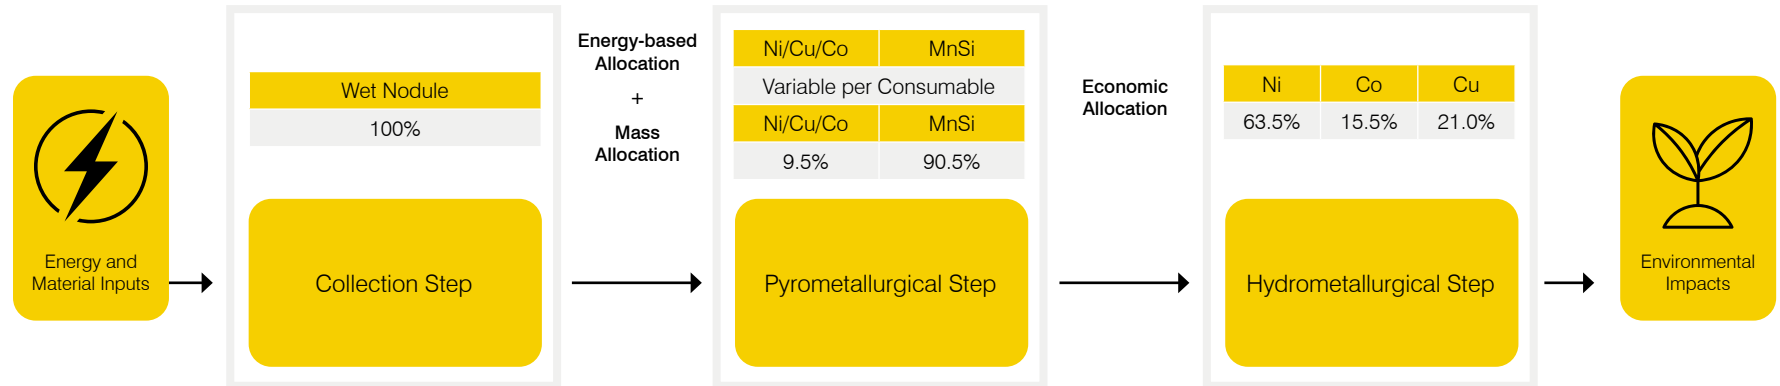 Energy and
Material Inputs
Wet Nodule
100%
Collection Step
Energy-based
Allocation
+
Mass
Allocation
Ni/Cu/Co MnSi
Variable per Consumable
Ni/Cu/Co MnSi
9.5% 90.5%
Pyrometallurgical Step
Economic
Allocation
Ni Co Cu
63.5% 15.5% 21.0%
Hydrometallurgical Step
Environmental
Impacts